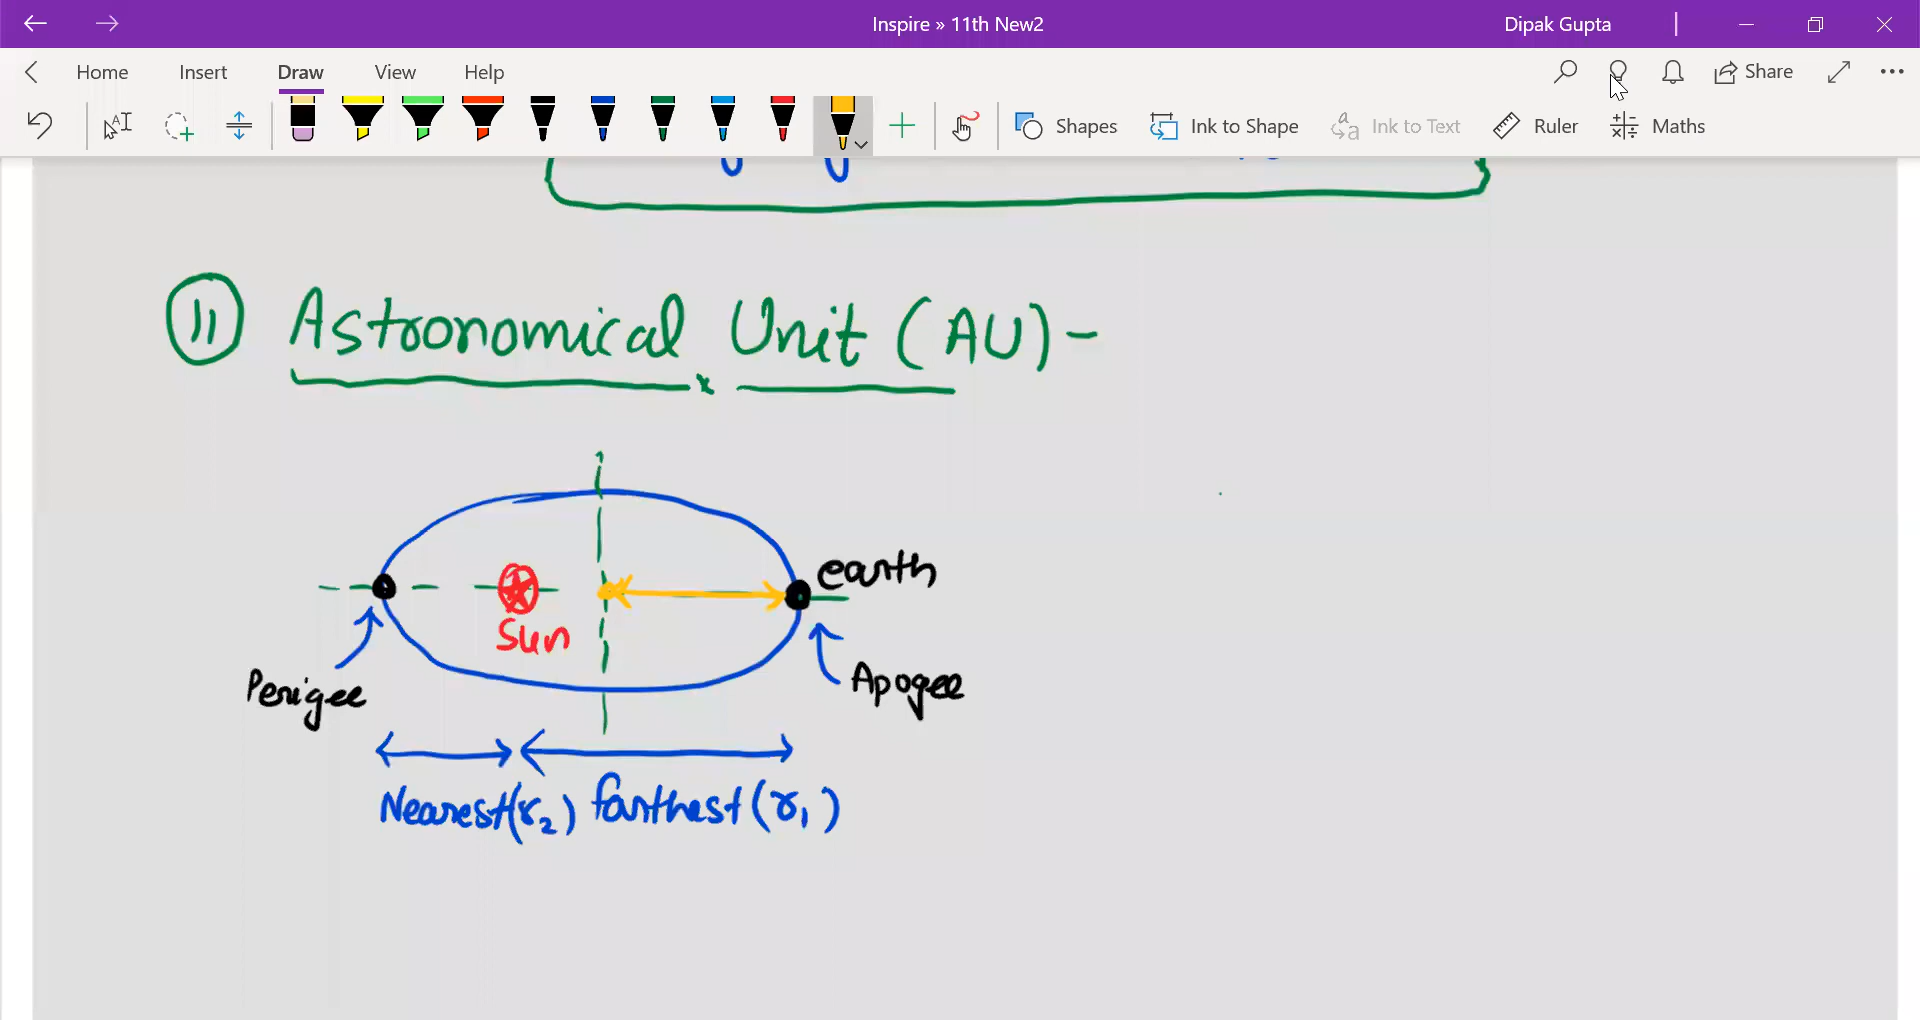 Inspire » 11th New2
Dipak Gupta
Home Insert Draw View Help
Share
Shapes Ink to Shape Ink to Text Ruler Maths
11 Astronomical Unit (AU) -
earth
Sun
Perigee
Apogee
Nearest (r2) farthest (r1)